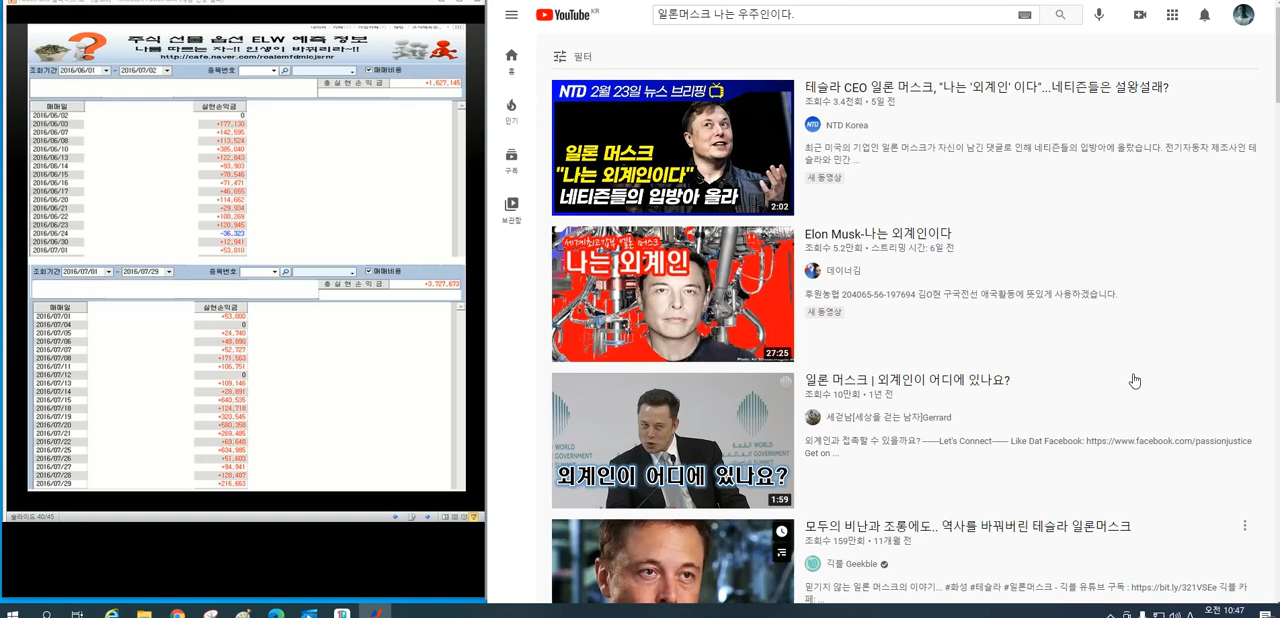 주식 선물 옵션 ELW 예측 정보
나를 따르는 자~!! 인생이 바뀌리라~!!
http://cafe.naver.com/roalemfdmlcjsrnr
조회기간 2016/06/01 - 2016/07/02 종목번호 매매비용
총 실 현 손 익 금 +1,627,145
매매일 실현손익금
2016/06/02 0
2016/06/03 +177,130
2016/06/07 +142,595
2016/06/08 +113,524
2016/06/10 +385,040
2016/06/13 +122,843
2016/06/14 +93,903
2016/06/15 +78,546
2016/06/16 +71,471
2016/06/17 +46,655
2016/06/20 +114,662
2016/06/21 +29,934
2016/06/22 +100,269
2016/06/23 +120,945
2016/06/24 -36,323
2016/06/30 +12,941
2016/07/01 +53,010
조회기간 2016/07/01 - 2016/07/29 종목번호 매매비용
총 실 현 손 익 금 +3,727,673
매매일 실현손익금
2016/07/01 +53,000
2016/07/04 0
2016/07/05 +24,740
2016/07/06 +48,890
2016/07/07 +52,727
2016/07/08 +171,563
2016/07/11 +106,751
2016/07/12 0
2016/07/13 +109,146
2016/07/14 +28,891
2016/07/15 +640,535
2016/07/18 +124,718
2016/07/19 +320,545
2016/07/20 +580,358
2016/07/21 +269,485
2016/07/22 +69,648
2016/07/25 +634,985
2016/07/26 +51,603
2016/07/27 +94,941
2016/07/28 +128,487
2016/07/29 +216,663
슬라이드 40/45
YouTube KR
일론머스크 나는 우주인이다.
홈
인기
구독
보관함
필터
NTD 2월 23일 뉴스 브리핑
일론 머스크
"나는 외계인이다"
네티즌들의 입방아 올라
2:02
테슬라 CEO 일론 머스크, "나는 '외계인' 이다"...네티즌들은 설왕설래?
조회수 3.4천회 • 5일 전
NTD NTD Korea
최근 미국의 기업인 일론 머스크가 자신이 남긴 댓글로 인해 네티즌들의 입방아에 올랐습니다. 전기자동차 제조사인 테
슬라와 민간 ...
새 동영상
세계최고갑부 엘론 머스크
나는 외계인
27:25
Elon Musk-나는 외계인이다
조회수 5.2만회 • 스트리밍 시간: 6일 전
데이너김
후원농협 204065-56-197694 김O현 구국전선 애국활동에 뜻있게 사용하겠습니다.
새 동영상
WORLD GOVERNMENT SUMMIT
외계인이 어디에 있나요?
1:59
일론 머스크 | 외계인이 어디에 있나요?
조회수 10만회 • 1년 전
세걷남[세상을 걷는 남자]Gerrard
외계인과 접촉할 수 있을까요? ——Let's Connect—— Like Dat Facebook: https://www.facebook.com/passionjustice
Get on ...
모두의 비난과 조롱에도.. 역사를 바꿔버린 테슬라 일론머스크
조회수 159만회 • 11개월 전
긱블 Geekble
믿기지 않는 일론 머스크의 이야기... #화성 #테슬라 #일론머스크 - 긱블 유튜브 구독 : https://bit.ly/321VSEe 긱블 카
페: ...
오전 10:47